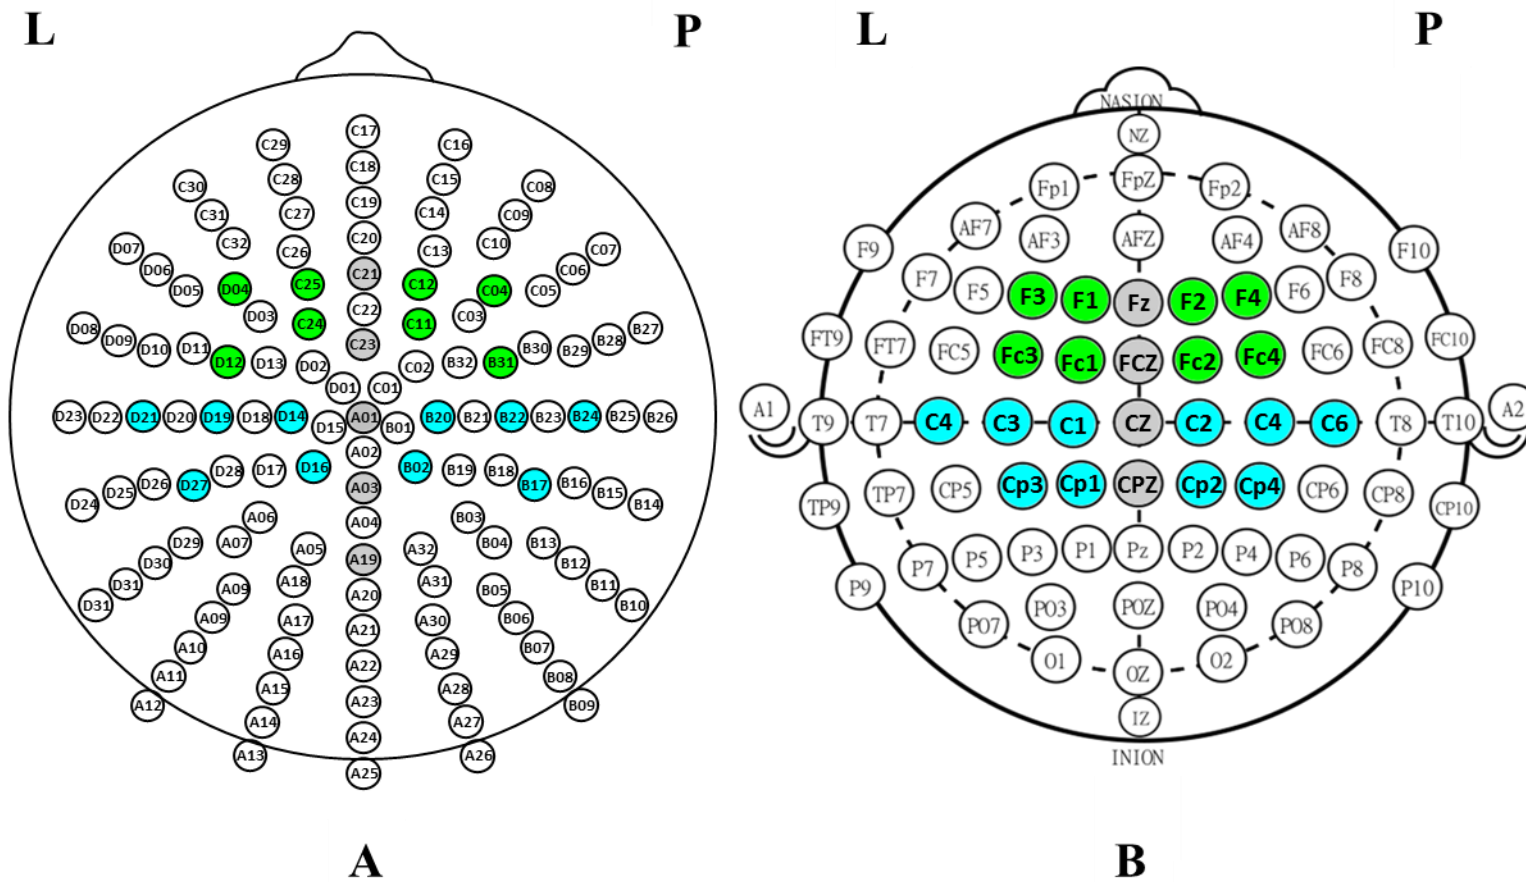 L P L P
NASION
C17 NZ
C29 C16
C18 Fp1 FpZ Fp2
C28 C15
C30 C08
C19 AF7 AF8
C31 C27 C14 C09
C32 C20 C10 AF3 AFZ AF4
D07 C26 C13 C07 F9 F10
D06 C21 C06 F7 F8
D05 D04 C25 C12 C04 C05 F5 F3 F1 Fz F2 F4 F6
D03 C24 C22 C11 C03
D08 B27 FT9 FC10
D09 D10 D11 C23 B30 B29 B28 FT7 FC5 Fc3 Fc1 FCZ Fc2 Fc4 FC6 FC8
D12 D13 D02 C02 B32 B31
D01 C01
A1 A2
D23 D22 D21 D20 D19 D18 D14 D15 A01 B01 B20 B21 B22 B23 B24 B25 B26 T9 T7 C4 C3 C1 CZ C2 C4 C6 T8 T10
A02
D28 D17 D16 B02 B19 B18
D24 D25 D26 D27 A03 B17 B16 B15 B14 TP9 TP7 CP5 Cp3 Cp1 CPZ Cp2 Cp4 CP6 CP8 CP10
A06 A04 B03
D29 A07 A05 A32 B04 B13
D30 A19 B12 P7 P5 P3 P1 Pz P2 P4 P6 P8
D31 A09 A18 A31 B05 B11 P9 P10
D31 A09 A17 A20 A30 B06 B10 PO3 POZ PO4
A10 A16 A21 A29 B07 PO7 PO8
A11 A15 A22 A28 B08 O1 OZ O2
A12 A14 A23 A27 B09 IZ
A13 A24 A26 INION
A25
A B